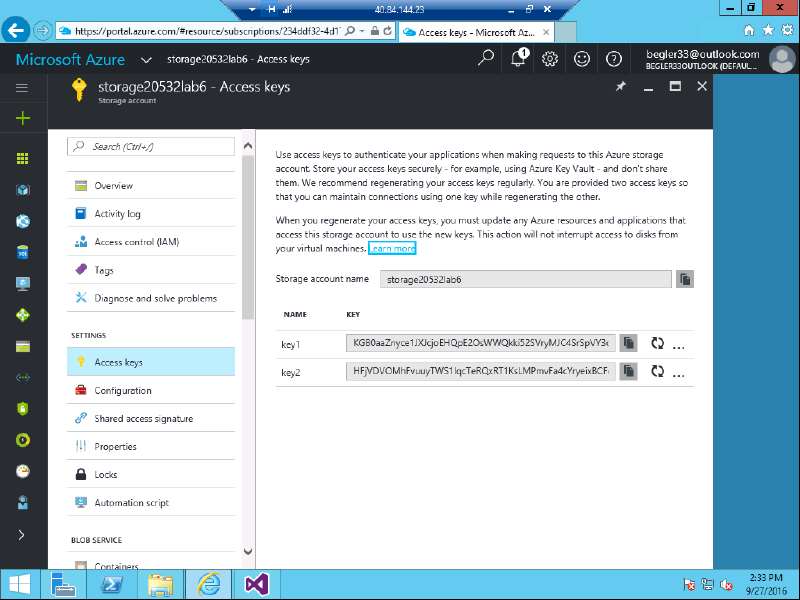 40.84.144.23
https://portal.azure.com/#resource/subscriptions/234ddf32-4d1
Access keys - Microsoft Az...
Microsoft Azure
storage20532lab6 - Access keys
1
begler33@outlook.com
BEGLER33OUTLOOK (DEFAUL...
storage20532lab6 - Access keys
Storage account
Search (Ctrl+/)
Overview
Activity log
Access control (IAM)
Tags
Diagnose and solve problems
SETTINGS
Access keys
Configuration
Shared access signature
Properties
Locks
Automation script
BLOB SERVICE
Containers
Use access keys to authenticate your applications when making requests to this Azure storage
account. Store your access keys securely - for example, using Azure Key Vault - and don't share
them. We recommend regenerating your access keys regularly. You are provided two access keys so
that you can maintain connections using one key while regenerating the other.
When you regenerate your access keys, you must update any Azure resources and applications that
access this storage account to use the new keys. This action will not interrupt access to disks from
your virtual machines. Learn more
Storage account name
storage20532lab6
NAME KEY
key1
...
key2
...
2:33 PM
9/27/2016